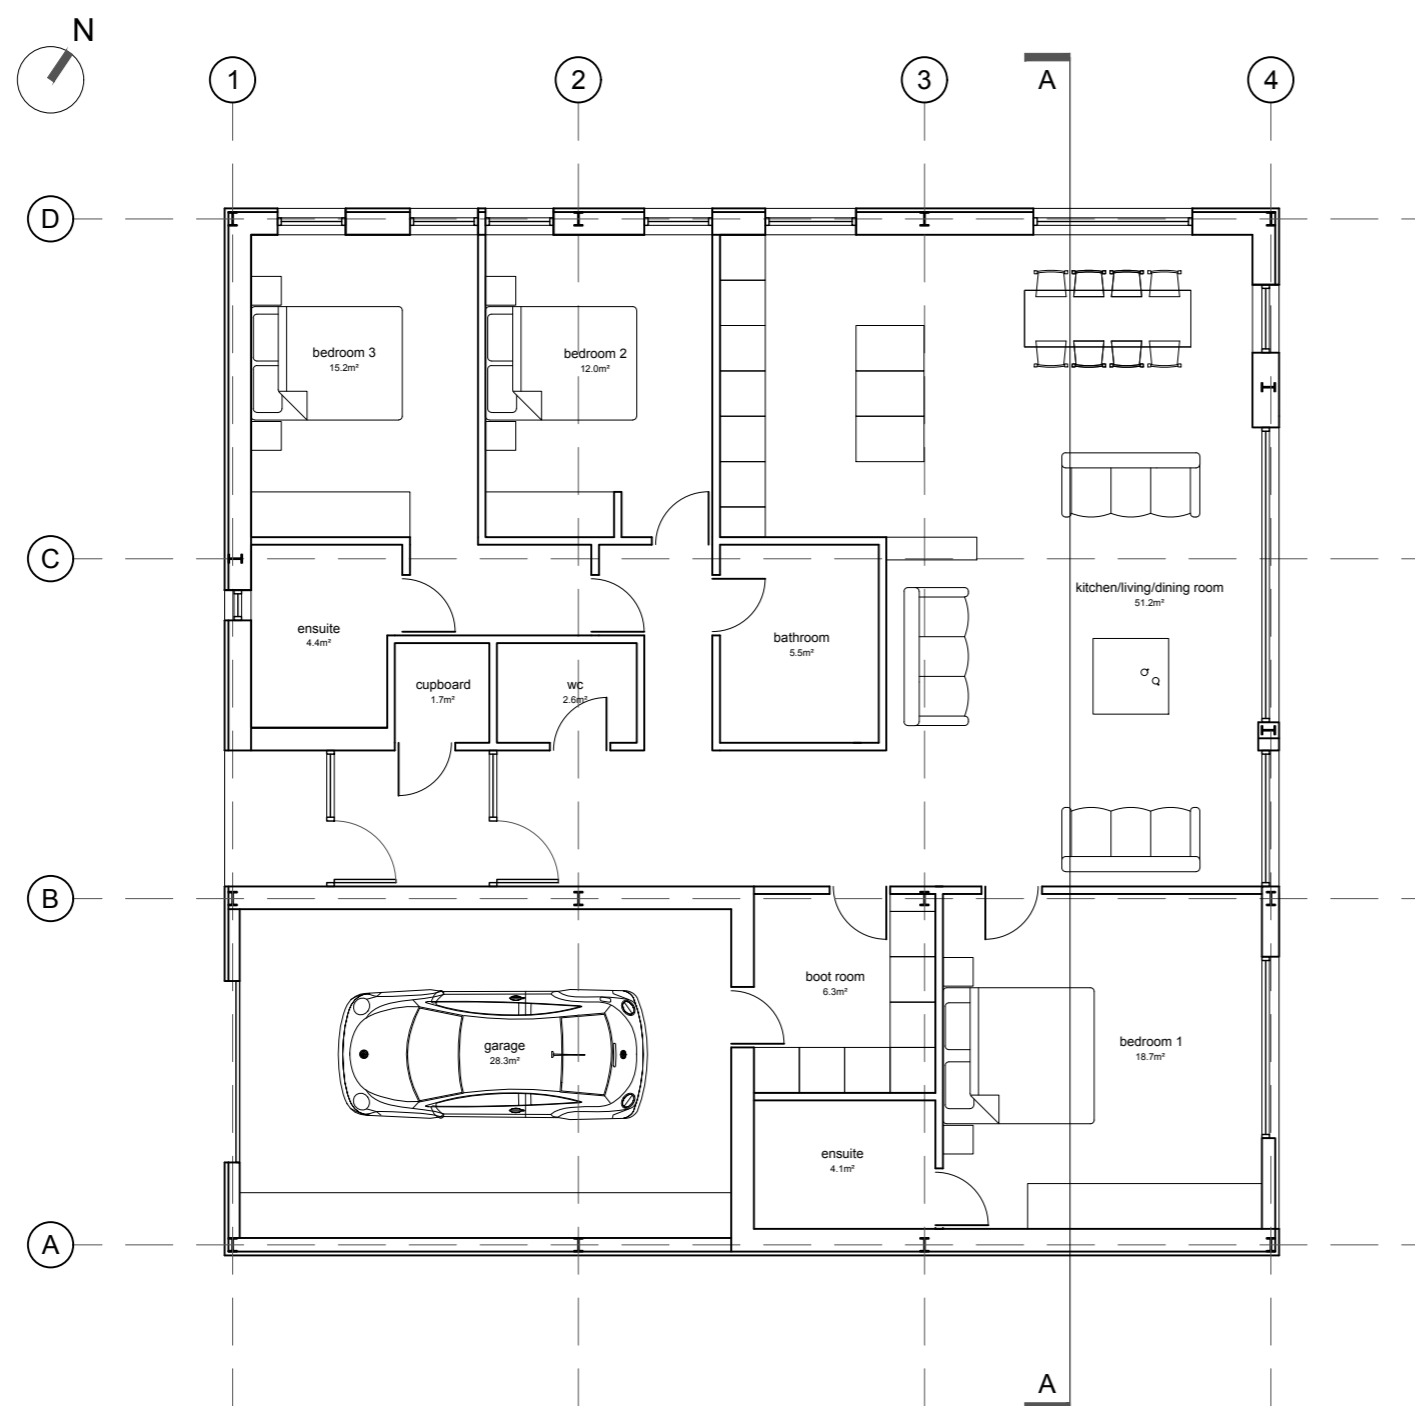 N
1
2
3
A
4
D
bedroom 3
15.2m²
bedroom 2
12.0m²
C
kitchen/living/dining room
51.2m²
ensuite
4.4m²
bathroom
5.5m²
cupboard
1.7m²
wc
2.6m²
B
boot room
6.3m²
garage
28.3m²
bedroom 1
18.7m²
ensuite
4.1m²
A
A